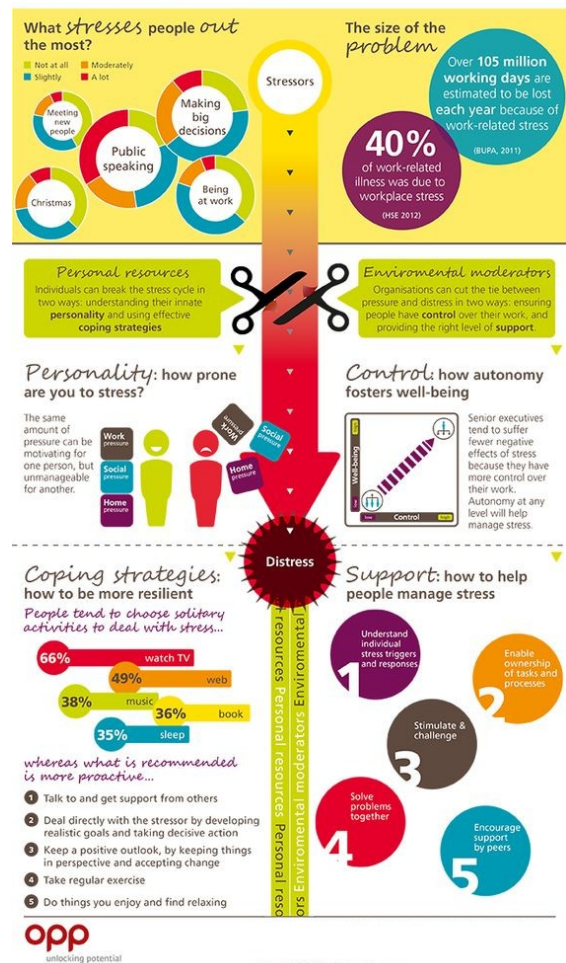 What stresses people out
the most?
Not at all
Moderately
Slightly
A lot
Meeting
new
people
Making
big
decisions
Public
speaking
Christmas
Being
at work
Stressors
The size of the
problem
Over 105 million
working days are
estimated to be lost
each year because of
work-related stress
(BUPA, 2011)
40%
of work-related
illness was due to
workplace stress
(HSE 2012)
Personal resources
Individuals can break the stress cycle in
two ways: understanding their innate
personality and using effective
coping strategies
Enviromental moderators
Organisations can cut the tie between
pressure and distress in two ways: ensuring
people have control over their work, and
providing the right level of support.
Personality: how prone
are you to stress?
The same
amount of
pressure can be
motivating for
one person, but
unmanageable
for another.
Work
pressure
Social
pressure
Home
pressure
Work
pressure
Social
pressure
Home
pressure
Control: how autonomy
fosters well-being
high
Well-being
low
low
Control
high
Senior executives
tend to suffer
fewer negative
effects of stress
because they have
more control over
their work.
Autonomy at any
level will help
manage stress.
Distress
Coping strategies:
how to be more resilient
People tend to choose solitary
activities to deal with stress...
66% watch TV
49% web
38% music
36% book
35% sleep
whereas what is recommended
is more proactive...
1 Talk to and get support from others
2 Deal directly with the stressor by developing
realistic goals and taking decisive action
3 Keep a positive outlook, by keeping things
in perspective and accepting change
4 Take regular exercise
5 Do things you enjoy and find relaxing
resources Personal resources Personal reso
Enviromental moderators Enviromental moderators Enviromental
Support: how to help
people manage stress
1
Understand
individual
stress triggers
and responses
2
Enable
ownership
of tasks and
processes
3
Stimulate &
challenge
4
Solve
problems
together
5
Encourage
support
by peers
opp
unlocking potential